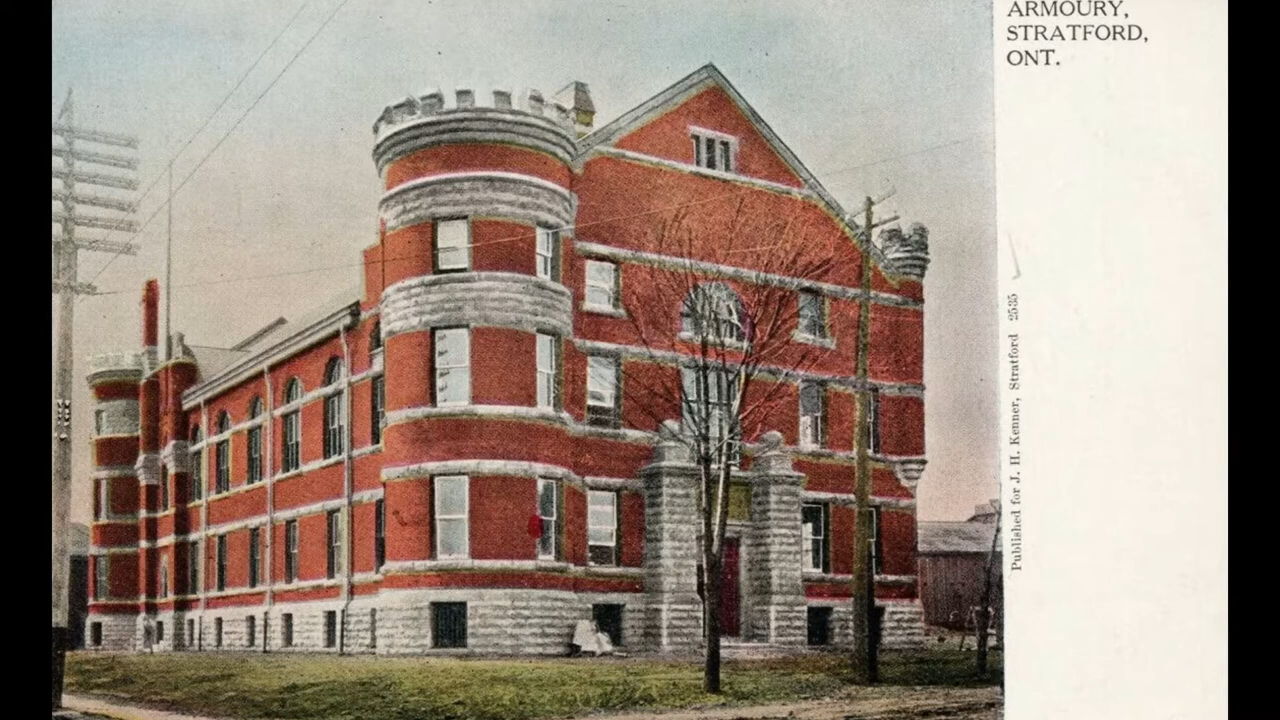 ARMOURY,
STRATFORD,
ONT.
Published for J. H. Kenner, Stratford 2535